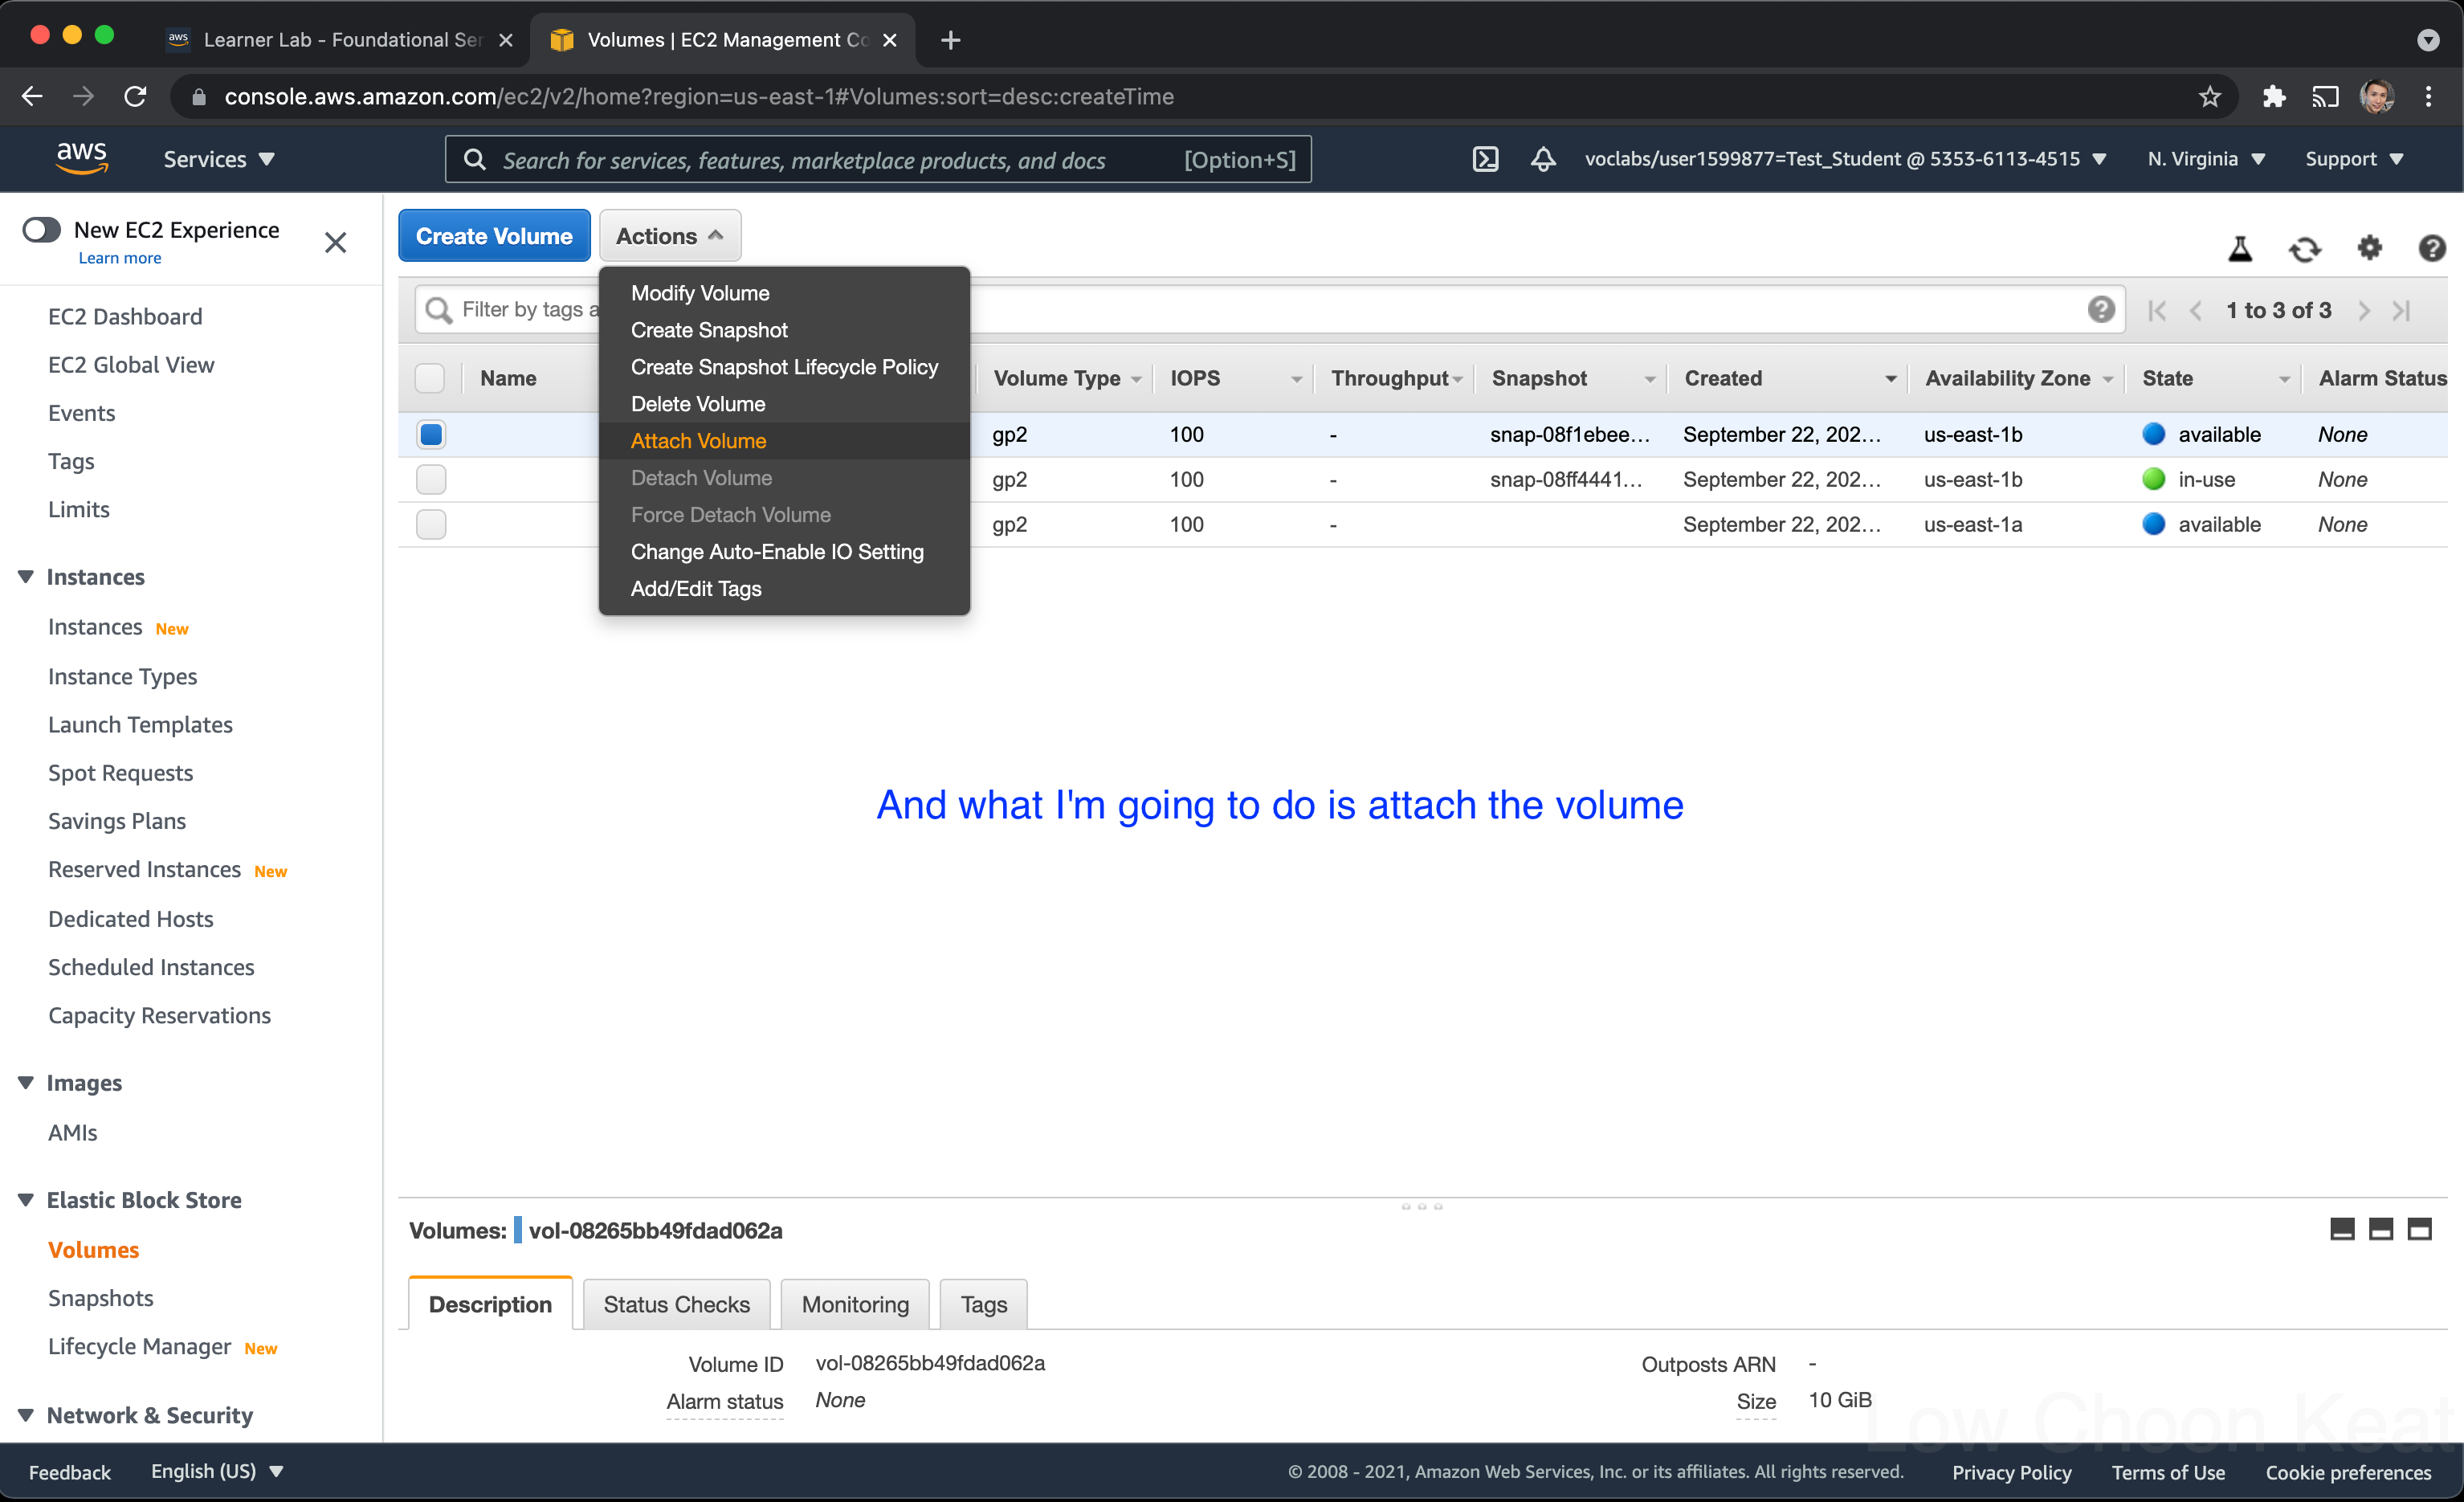 aws Learner Lab - Foundational Ser
Volumes | EC2 Management Co
console.aws.amazon.com/ec2/v2/home?region=us-east-1#Volumes:sort=desc:createTime
aws
Services
Search for services, features, marketplace products, and docs [Option+S]
voclabs/user1599877=Test_Student @ 5353-6113-4515
N. Virginia
Support
New EC2 Experience
Learn more
EC2 Dashboard
EC2 Global View
Events
Tags
Limits
Instances
Instances New
Instance Types
Launch Templates
Spot Requests
Savings Plans
Reserved Instances New
Dedicated Hosts
Scheduled Instances
Capacity Reservations
Images
AMIs
Elastic Block Store
Volumes
Snapshots
Lifecycle Manager New
Network & Security
Create Volume
Actions
Modify Volume
Create Snapshot
Create Snapshot Lifecycle Policy
Delete Volume
Attach Volume
Detach Volume
Force Detach Volume
Change Auto-Enable IO Setting
Add/Edit Tags
Filter by tags a
1 to 3 of 3
Name Volume Type IOPS Throughput Snapshot Created Availability Zone State Alarm Status
gp2 100 - snap-08f1ebee... September 22, 202... us-east-1b available None
gp2 100 - snap-08ff4441... September 22, 202... us-east-1b in-use None
gp2 100 - September 22, 202... us-east-1a available None
And what I'm going to do is attach the volume
Volumes: vol-08265bb49fdad062a
Description Status Checks Monitoring Tags
Volume ID vol-08265bb49fdad062a
Outposts ARN -
Alarm status None
Size 10 GiB
Low Choon Keat
Feedback English (US)
© 2008 - 2021, Amazon Web Services, Inc. or its affiliates. All rights reserved. Privacy Policy Terms of Use Cookie preferences